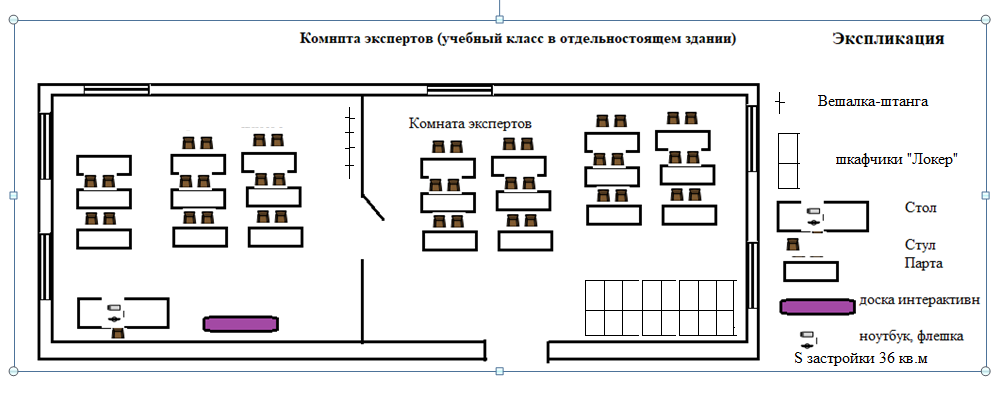 Комнпта экспертов (учебный класс в отдельностоящем здании)
Экспликация
Вешалка-штанга
Комната экспертов
шкафчики "Локер"
Стол
Стул
Парта
доска интерактивн
ноутбук, флешка
S застройки 36 кв.м